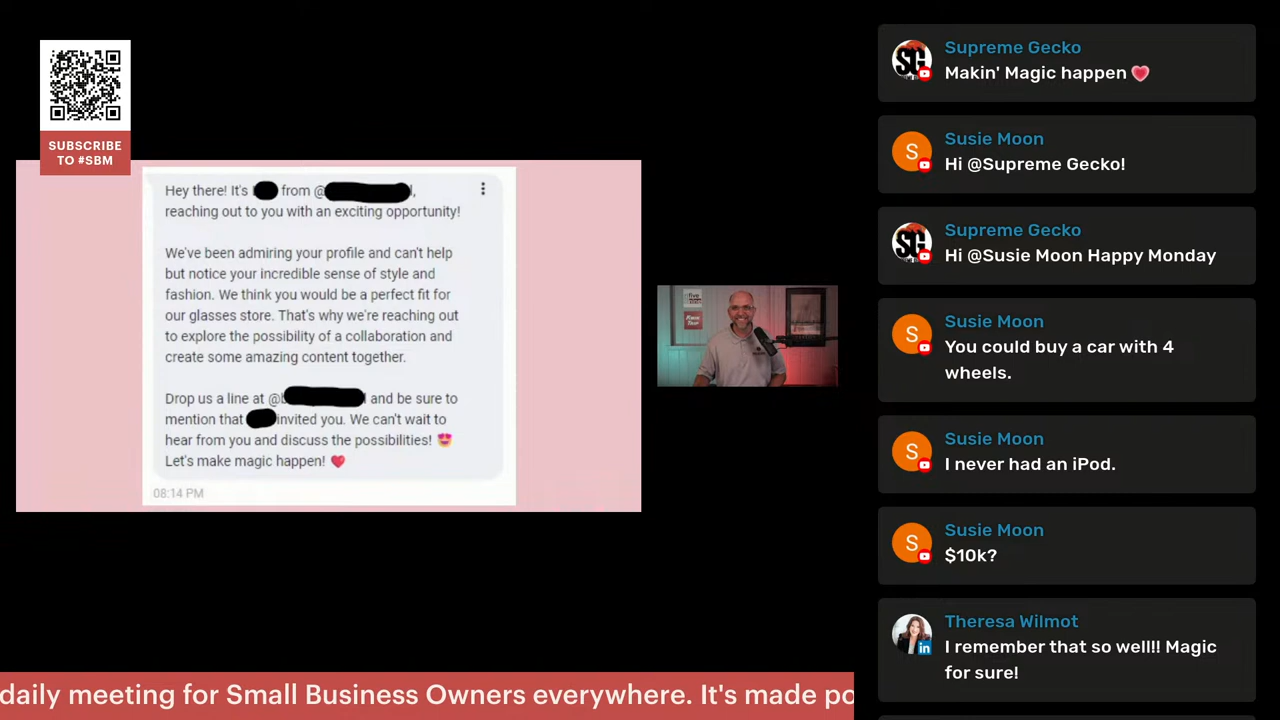 SUBSCRIBE
TO #SBM
Hey there! It's from @
reaching out to you with an exciting opportunity!
We've been admiring your profile and can't help
but notice your incredible sense of style and
fashion. We think you would be a perfect fit for
our glasses store. That's why we're reaching out
to explore the possibility of a collaboration and
create some amazing content together.
Drop us a line at @ and be sure to
mention that invited you. We can't wait to
hear from you and discuss the possibilities! 😍
Let's make magic happen! ❤️
08:14 PM
five
Supreme Gecko
Makin' Magic happen 💗
Susie Moon
Hi @Supreme Gecko!
Supreme Gecko
Hi @Susie Moon Happy Monday
Susie Moon
You could buy a car with 4
wheels.
Susie Moon
I never had an iPod.
Susie Moon
$10k?
Theresa Wilmot
I remember that so well!! Magic
for sure!
daily meeting for Small Business Owners everywhere. It's made po